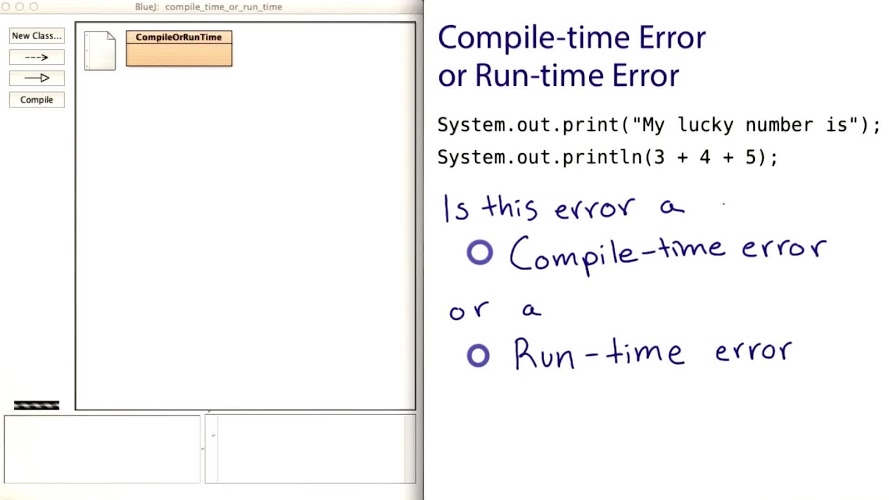 BlueJ: compile_time_or_run_time
New Class...
Compile
CompileOrRunTime
Compile-time Error
or Run-time Error
System.out.print("My lucky number is");
System.out.println(3 + 4 + 5);
Is this error a
Compile-time error
or a
Run-time error